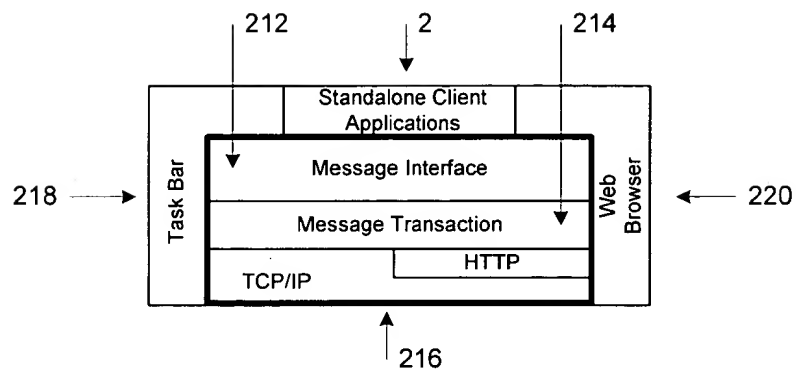 212
2
214
Standalone Client
Applications
Task Bar
Message Interface
Web
Browser
218
220
Message Transaction
HTTP
TCP/IP
216